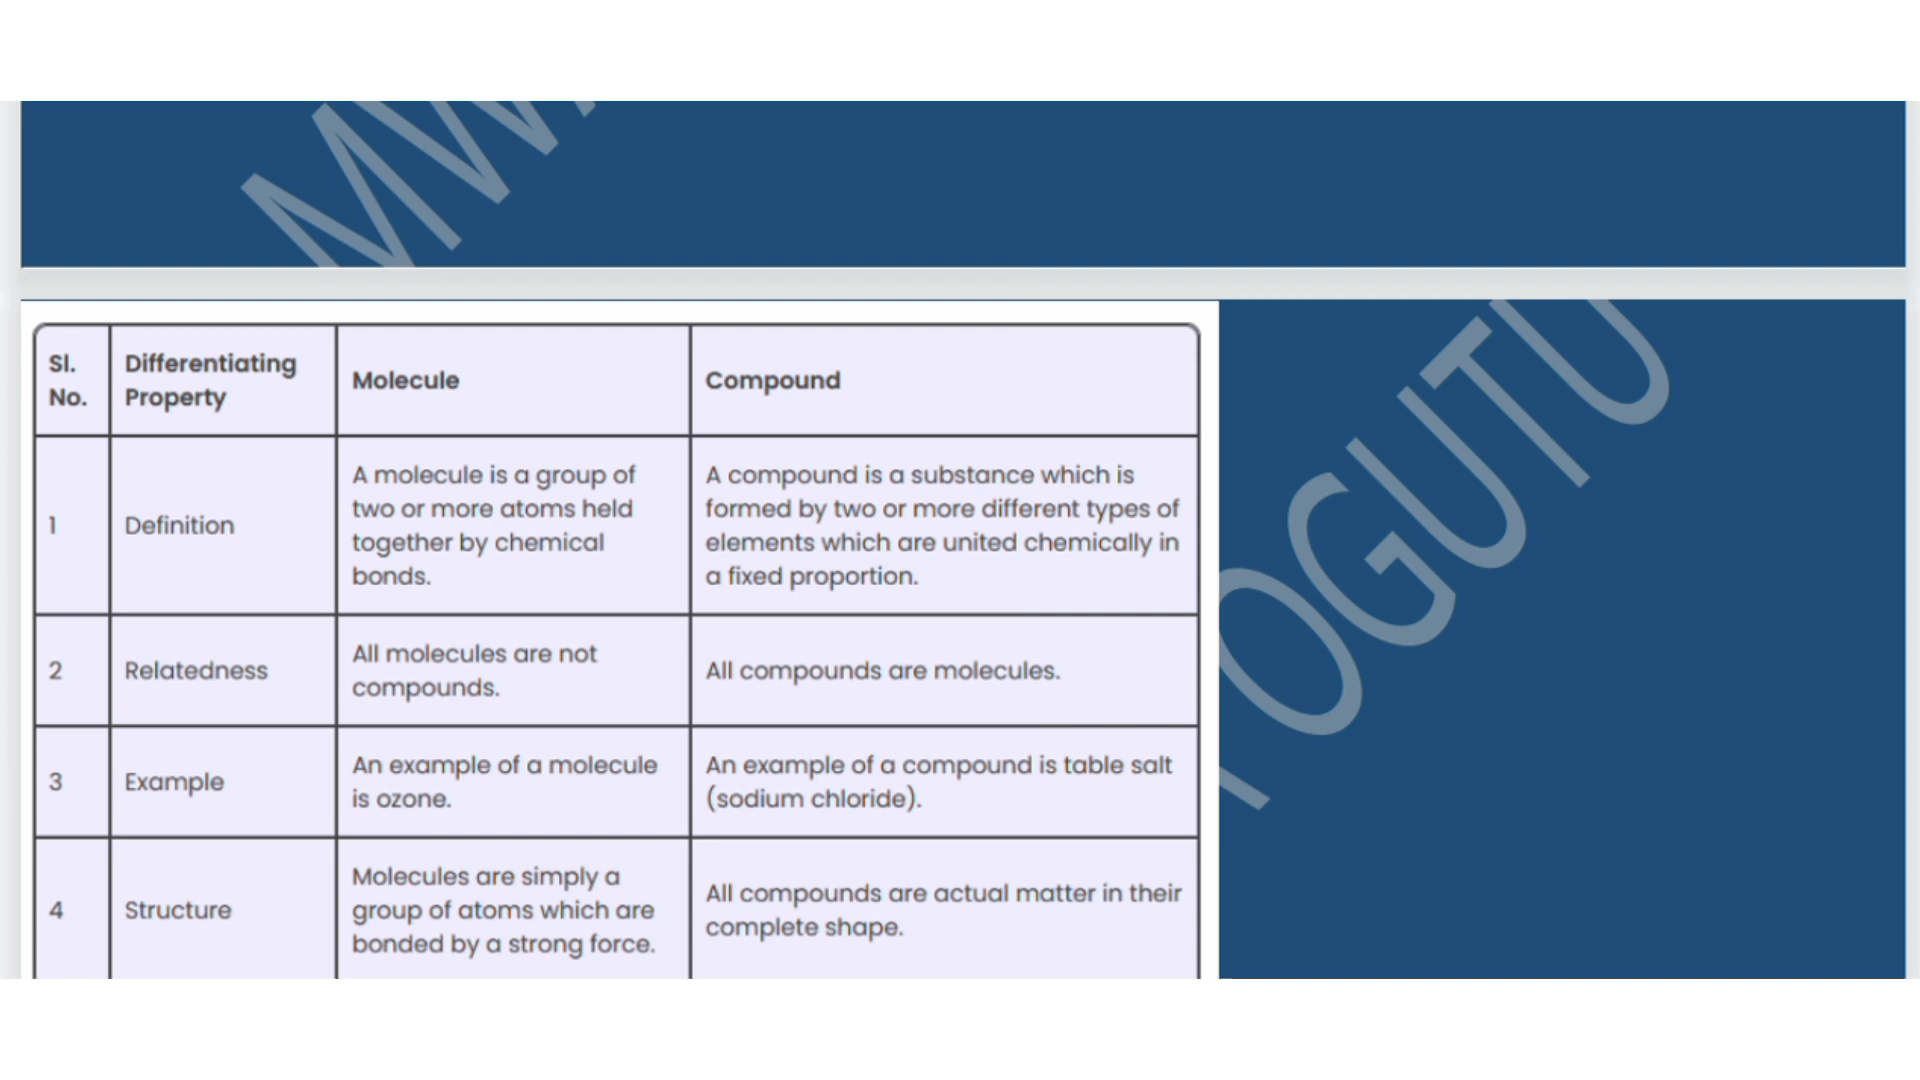 Sl.
No.
Differentiating
Property
Molecule
Compound
1
Definition
A molecule is a group of
two or more atoms held
together by chemical
bonds.
A compound is a substance which is
formed by two or more different types of
elements which are united chemically in
a fixed proportion.
2
Relatedness
All molecules are not
compounds.
All compounds are molecules.
3
Example
An example of a molecule
is ozone.
An example of a compound is table salt
(sodium chloride).
4
Structure
Molecules are simply a
group of atoms which are
bonded by a strong force.
All compounds are actual matter in their
complete shape.
OGUTU